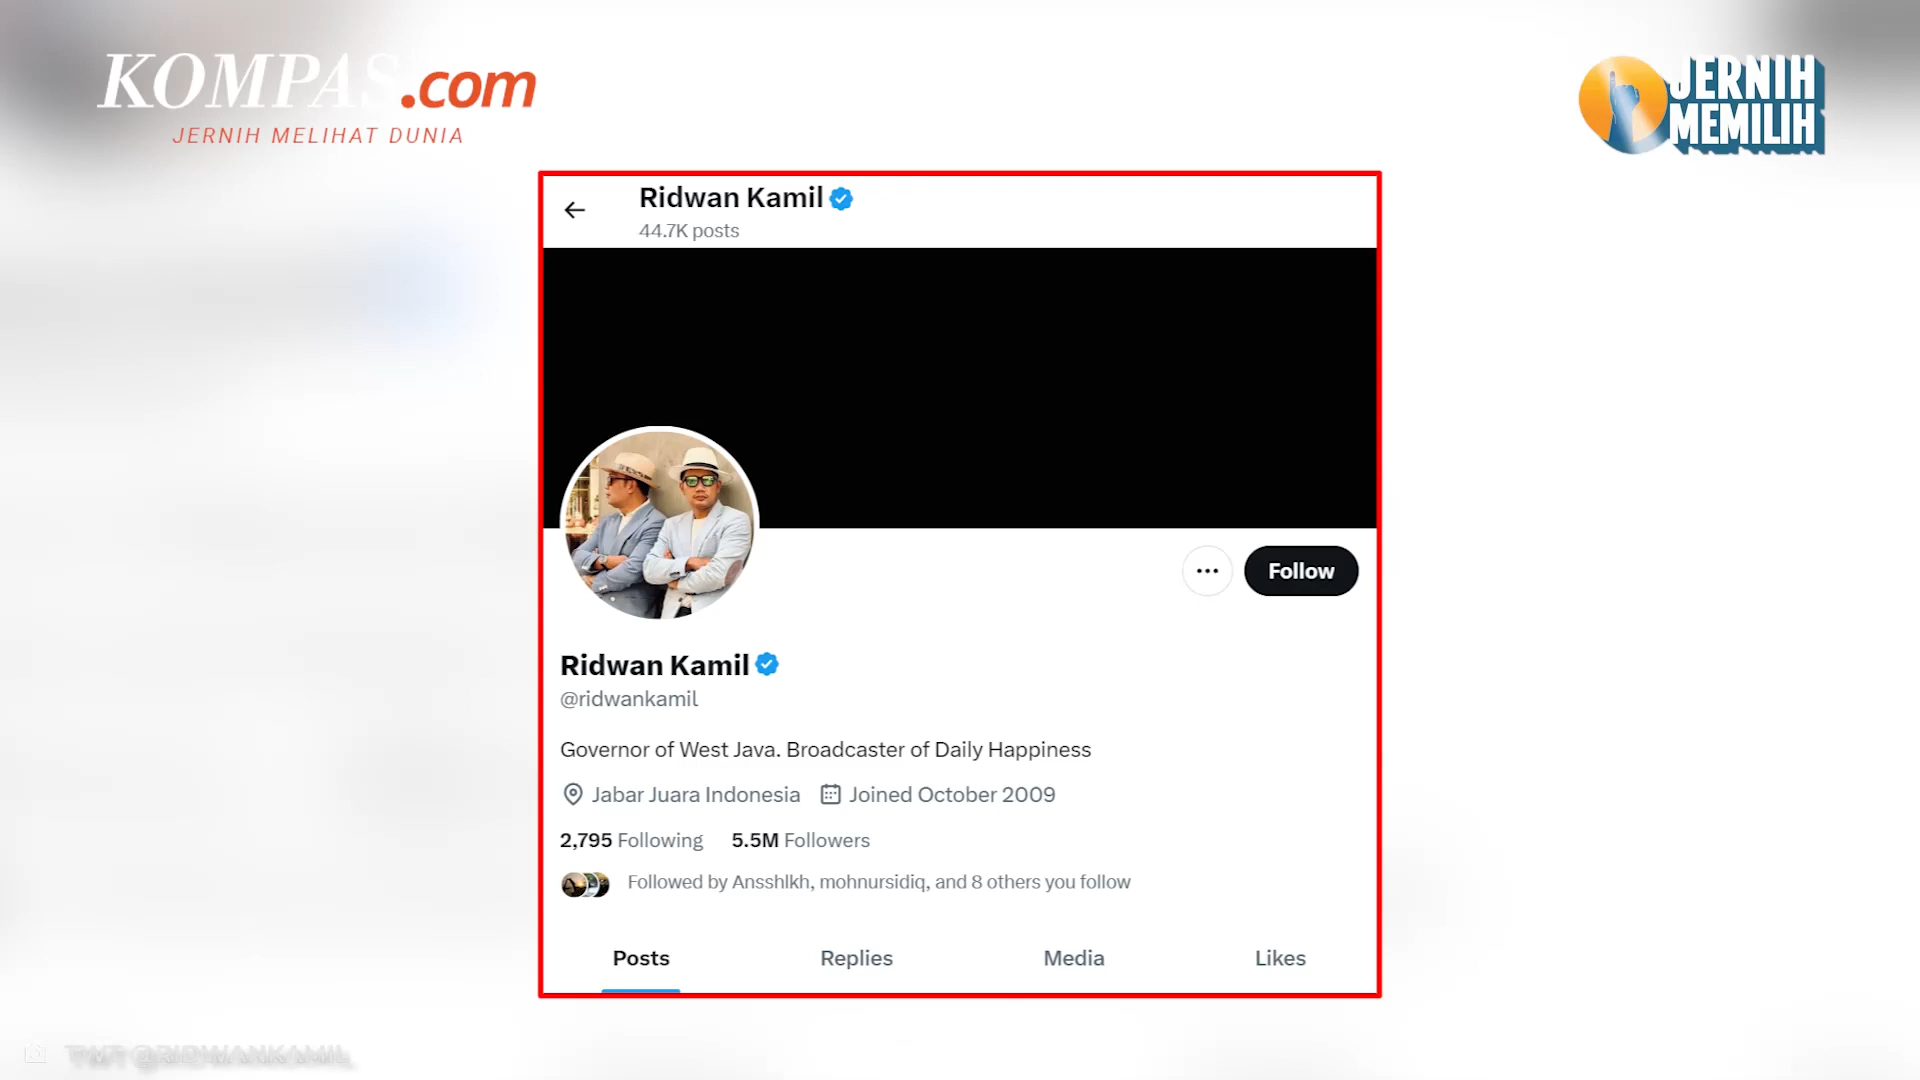 KOMPAS.com
JERNIH MELIHAT DUNIA
JERNIH
MEMILIH
Ridwan Kamil
44.7K posts
Follow
Ridwan Kamil
@ridwankamil
Governor of West Java. Broadcaster of Daily Happiness
Jabar Juara Indonesia Joined October 2009
2,795 Following 5.5M Followers
Followed by Ansshlkh, mohnursidiq, and 8 others you follow
Posts Replies Media Likes
TWT @RIDWANKAMIL